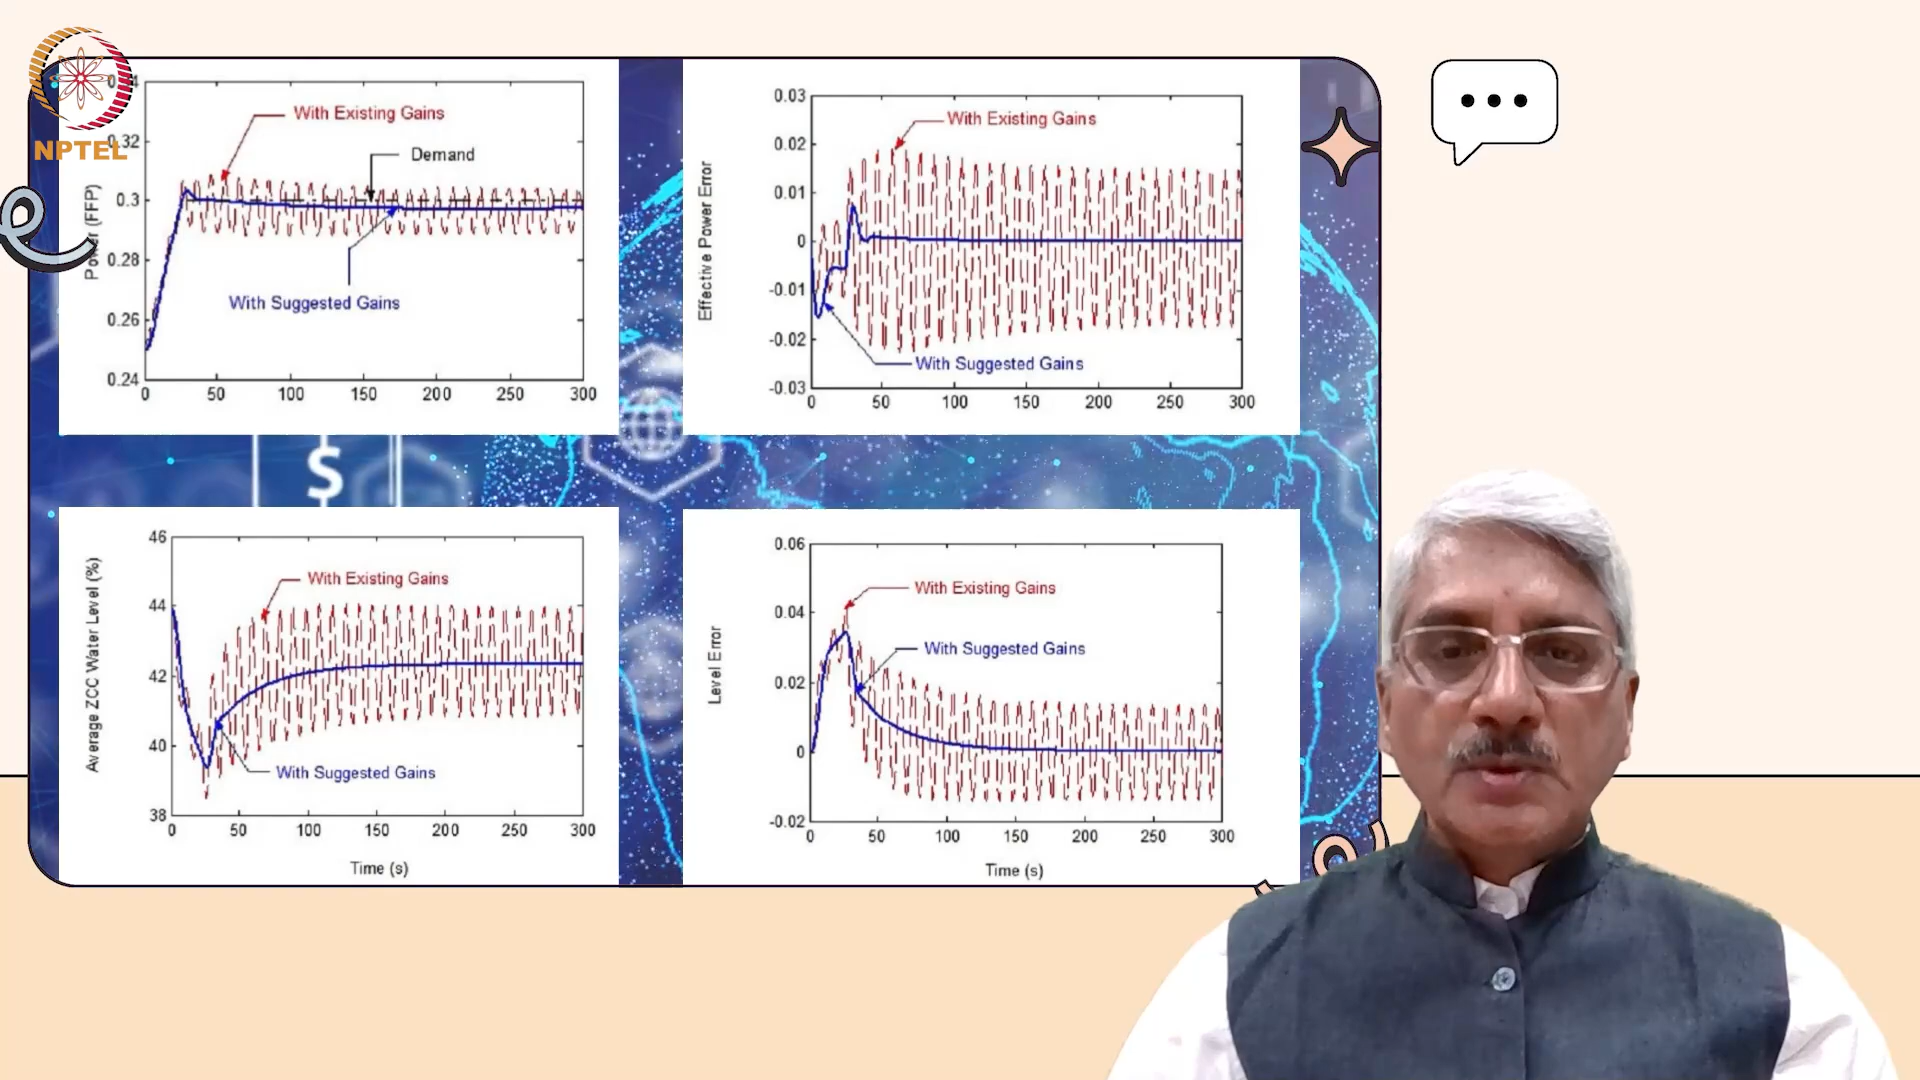 NPTEL
With Existing Gains
Demand
With Suggested Gains
Power (FFP)
0.32
0.3
0.28
0.26
0.24
0 50 100 150 200 250 300
With Existing Gains
With Suggested Gains
Effective Power Error
0.03
0.02
0.01
0
-0.01
-0.02
-0.03
0 50 100 150 200 250 300
$
With Existing Gains
With Suggested Gains
Average ZCC Water Level (%)
46
44
42
40
38
0 50 100 150 200 250 300
Time (s)
With Existing Gains
With Suggested Gains
Level Error
0.06
0.04
0.02
0
-0.02
0 50 100 150 200 250 300
Time (s)